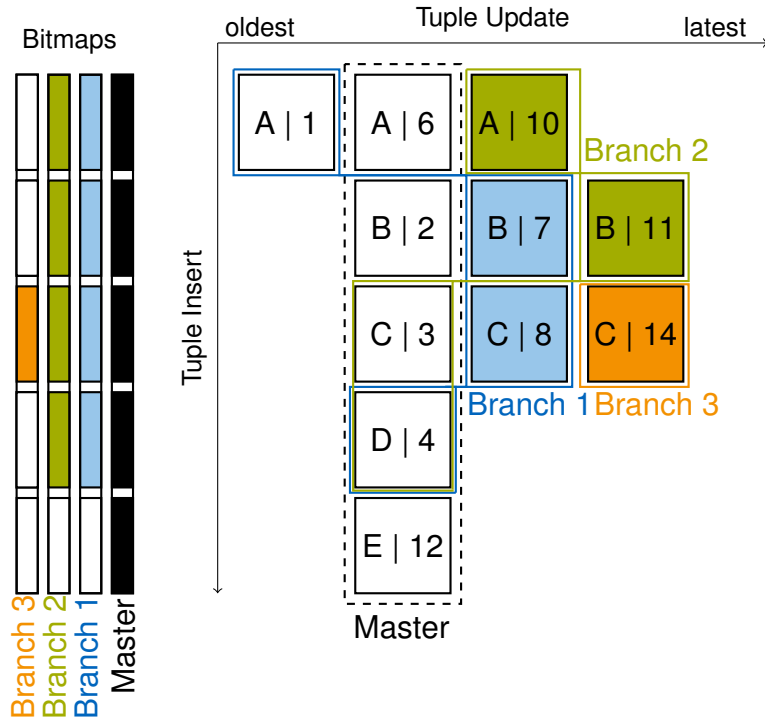 Tuple Update
oldest
latest
Bitmaps
A | 1
A | 6
A | 10
Branch 2
B | 2
B | 7
B | 11
Tuple Insert
C | 3
C | 8
C | 14
Branch 1
Branch 3
D | 4
E | 12
Master
Branch 3
Branch 2
Branch 1
Master